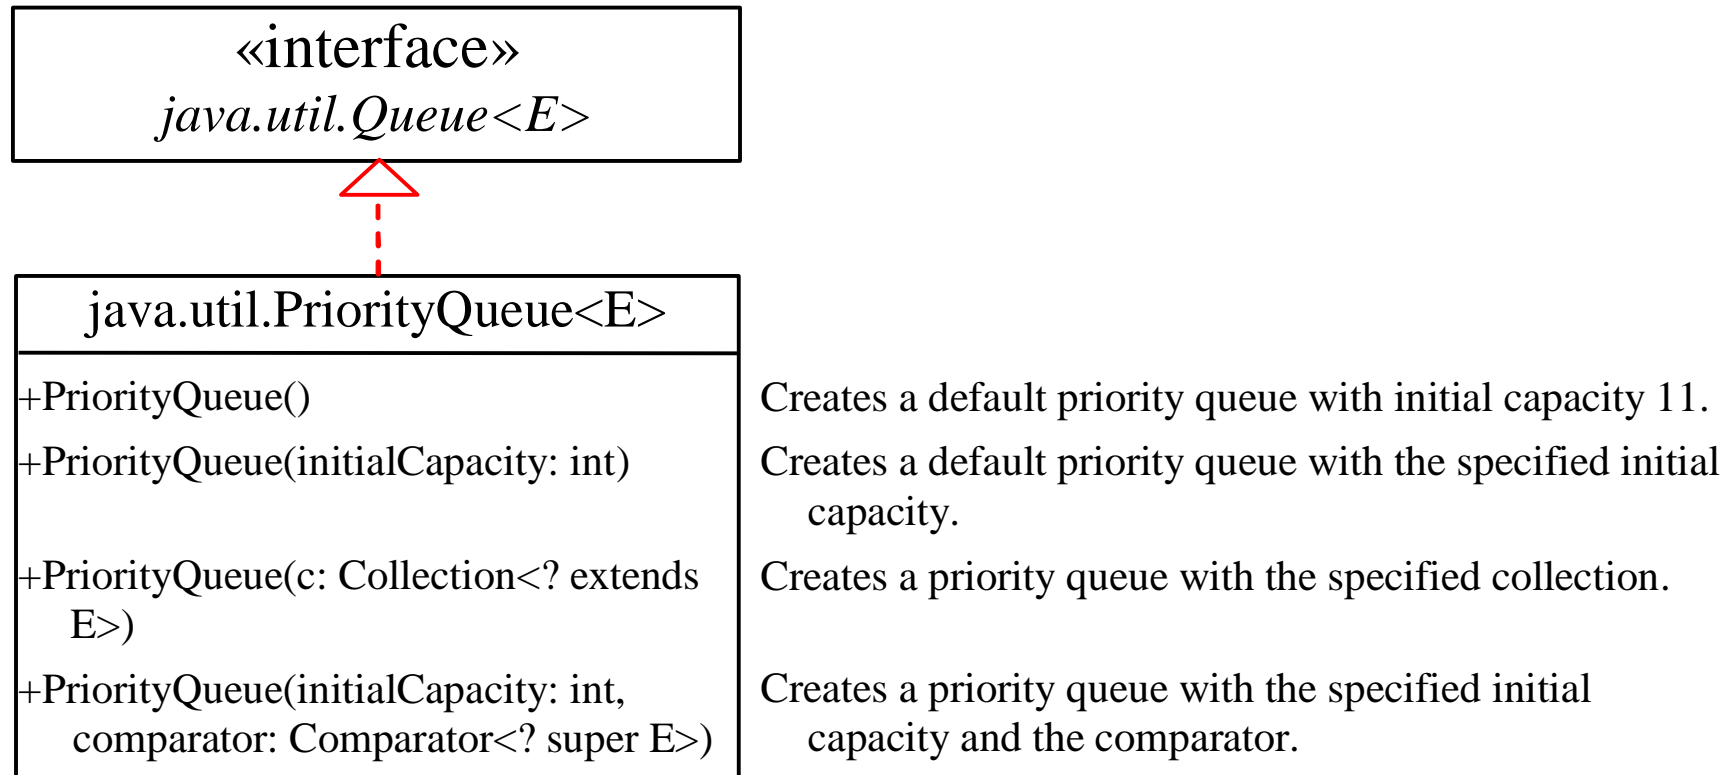 «interface»
java.util.Queue<E>
java.util.PriorityQueue<E>
+PriorityQueue()
Creates a default priority queue with initial capacity 11.
+PriorityQueue(initialCapacity: int)
Creates a default priority queue with the specified initial
capacity.
+PriorityQueue(c: Collection<? extends
E>)
Creates a priority queue with the specified collection.
+PriorityQueue(initialCapacity: int,
comparator: Comparator<? super E>)
Creates a priority queue with the specified initial
capacity and the comparator.